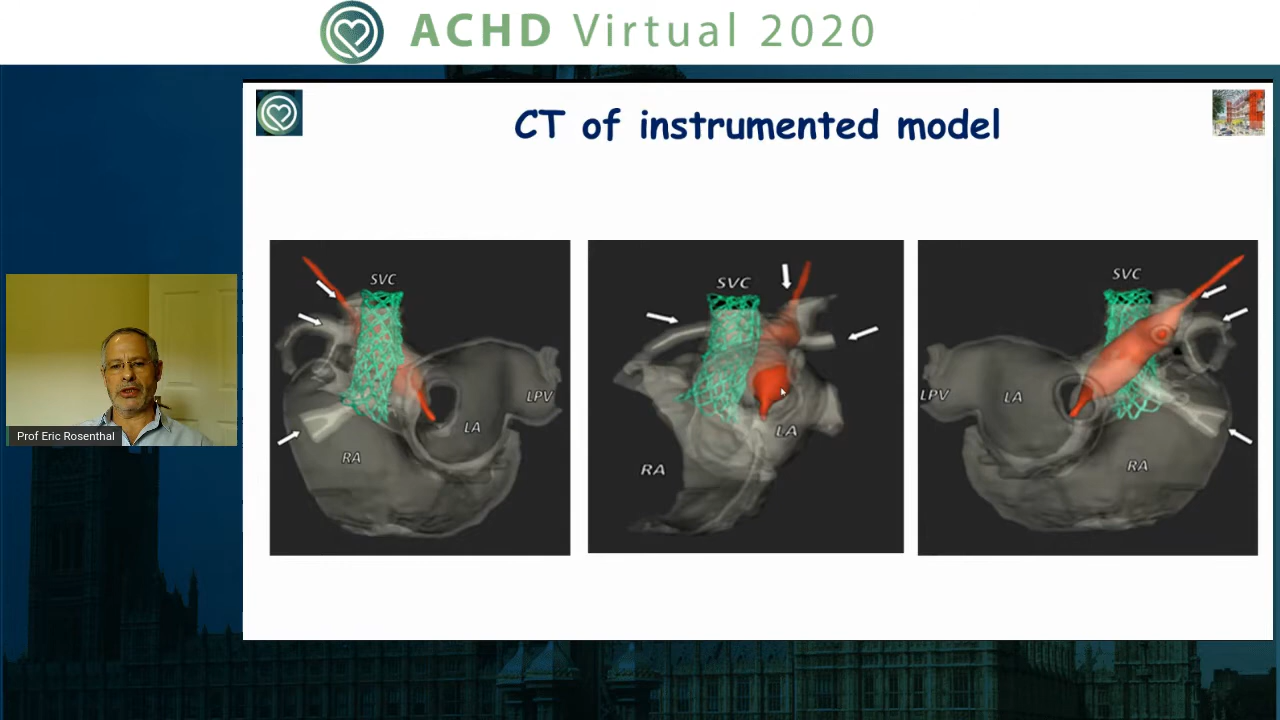 ACHD Virtual 2020
CT of instrumented model
SVC
LPV
LA
RA
SVC
LA
RA
SVC
LPV
LA
RA
Prof Eric Rosenthal